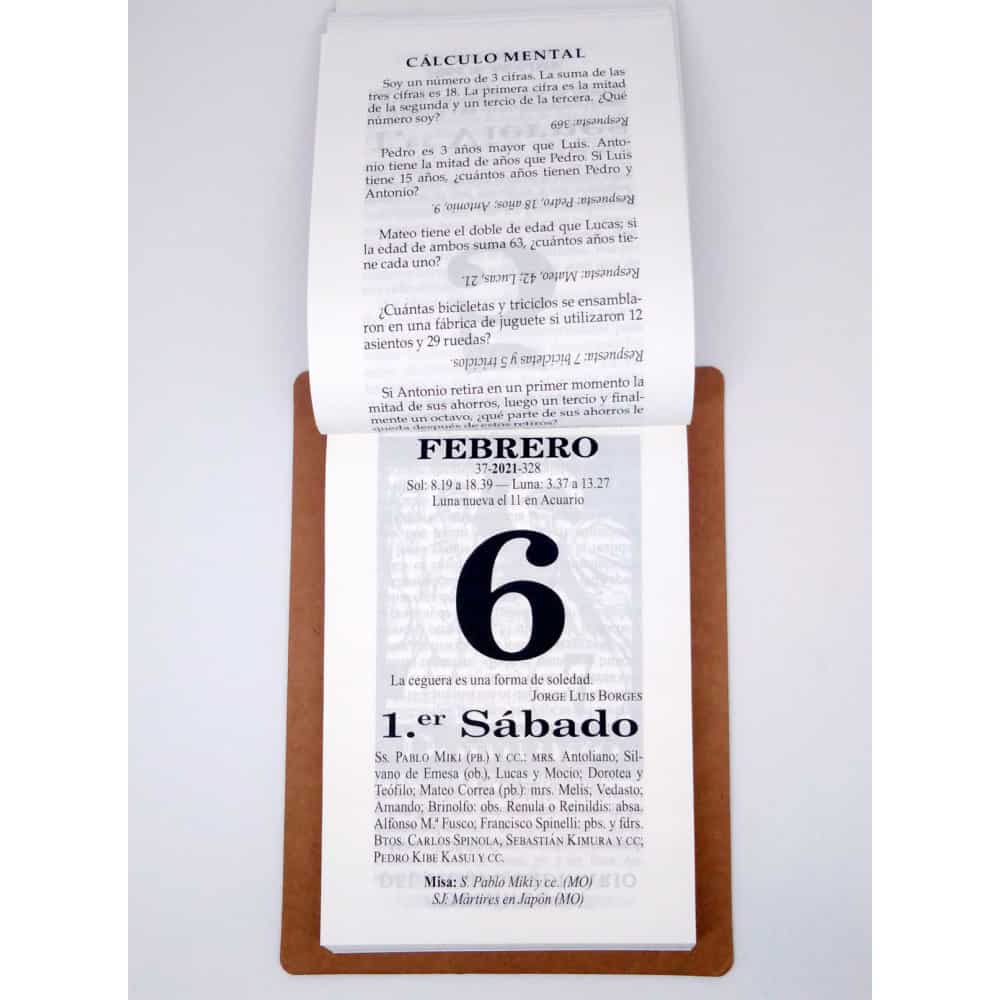 CÁLCULO MENTAL
Soy un número de 3 cifras. La suma de las
tres cifras es 18. La primera cifra es la mitad
de la segunda y un tercio de la tercera. ¿Qué
número soy?
Respuesta: 369
Pedro es 3 años mayor que Luis. Anto-
nio tiene la mitad de años que Pedro. Si Luis
tiene 15 años, ¿cuántos años tienen Pedro y
Antonio?
Respuesta: Pedro, 18 años; Antonio, 9.
Mateo tiene el doble de edad que Lucas; si
la edad de ambos suma 63, ¿cuántos años tie-
ne cada uno?
Respuesta: Mateo, 42; Lucas, 21.
¿Cuántas bicicletas y triciclos se ensambla-
ron en una fábrica de juguete si utilizaron 12
asientos y 29 ruedas?
Respuesta: 7 bicicletas y 5 triciclos.
Si Antonio retira en un primer momento la
mitad de sus ahorros, luego un tercio y final-
mente un octavo, ¿qué parte de sus ahorros le
queda después de estos retiros?
FEBRERO
37-2021-328
Sol: 8.19 a 18.39 — Luna: 3.37 a 13.27
Luna nueva el 11 en Acuario
6
La ceguera es una forma de soledad.
JORGE LUIS BORGES
1.er Sábado
Ss. PABLO MIKI (PB.) Y CC.: MRS. Antoliano; Sil-
vano de Emesa (ob.), Lucas y Mocio; Dorotea y
Teófilo; Mateo Correa (pb.): mrs. Melis; Vedasto;
Amando; Brinolfo: obs. Renula o Reinildis: absa.
Alfonso M.ª Fusco; Francisco Spinelli: pbs. y fdrs.
BTOS. CARLOS SPINOLA, SEBASTIÁN KIMURA Y CC;
PEDRO KIBE KASUI Y CC.
Misa: S. Pablo Miki y cc. (MO)
SJ: Mártires en Japón (MO)